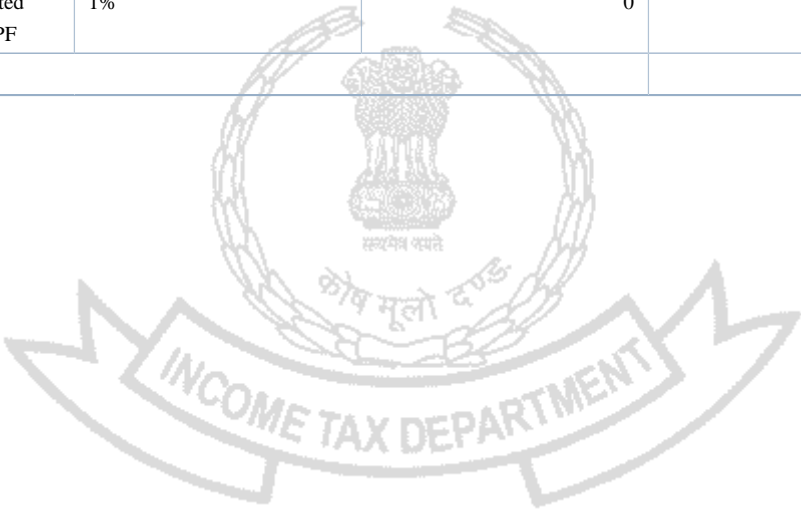 ted 1% 0
PF
सत्यमेव जयते
कोष मूलो दण्ड
INCOME TAX DEPARTMENT